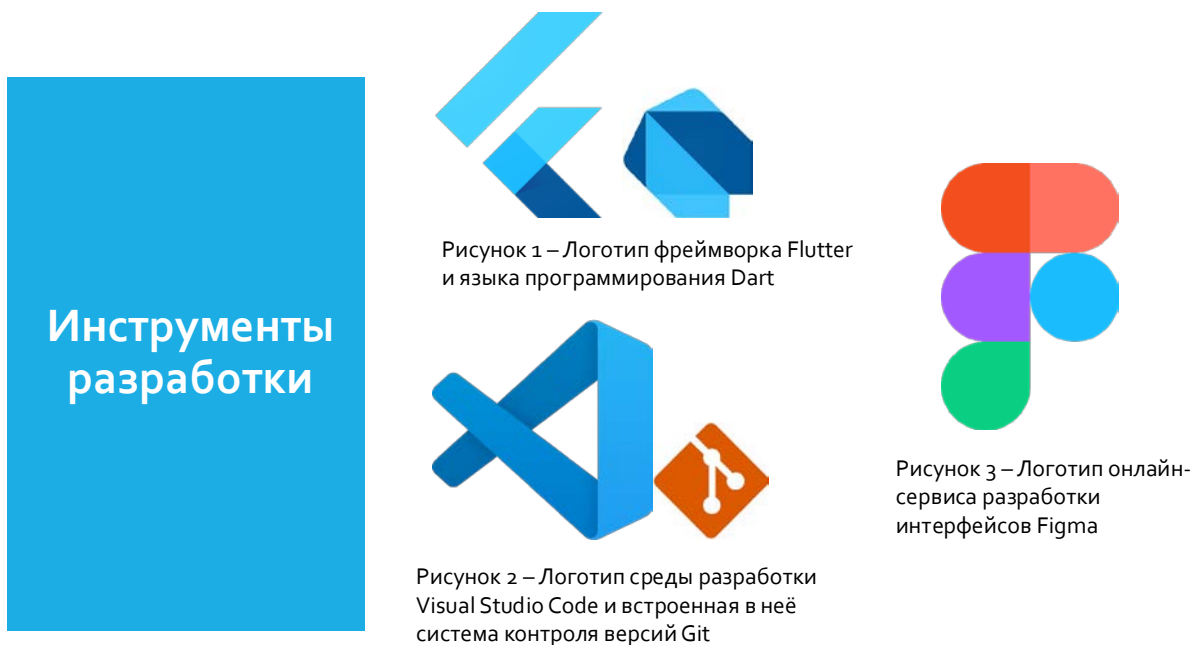 Инструменты
разработки
Рисунок 1 – Логотип фреймворка Flutter
и языка программирования Dart
Рисунок 2 – Логотип среды разработки
Visual Studio Code и встроенная в неё
система контроля версий Git
Рисунок 3 – Логотип онлайн-
сервиса разработки
интерфейсов Figma